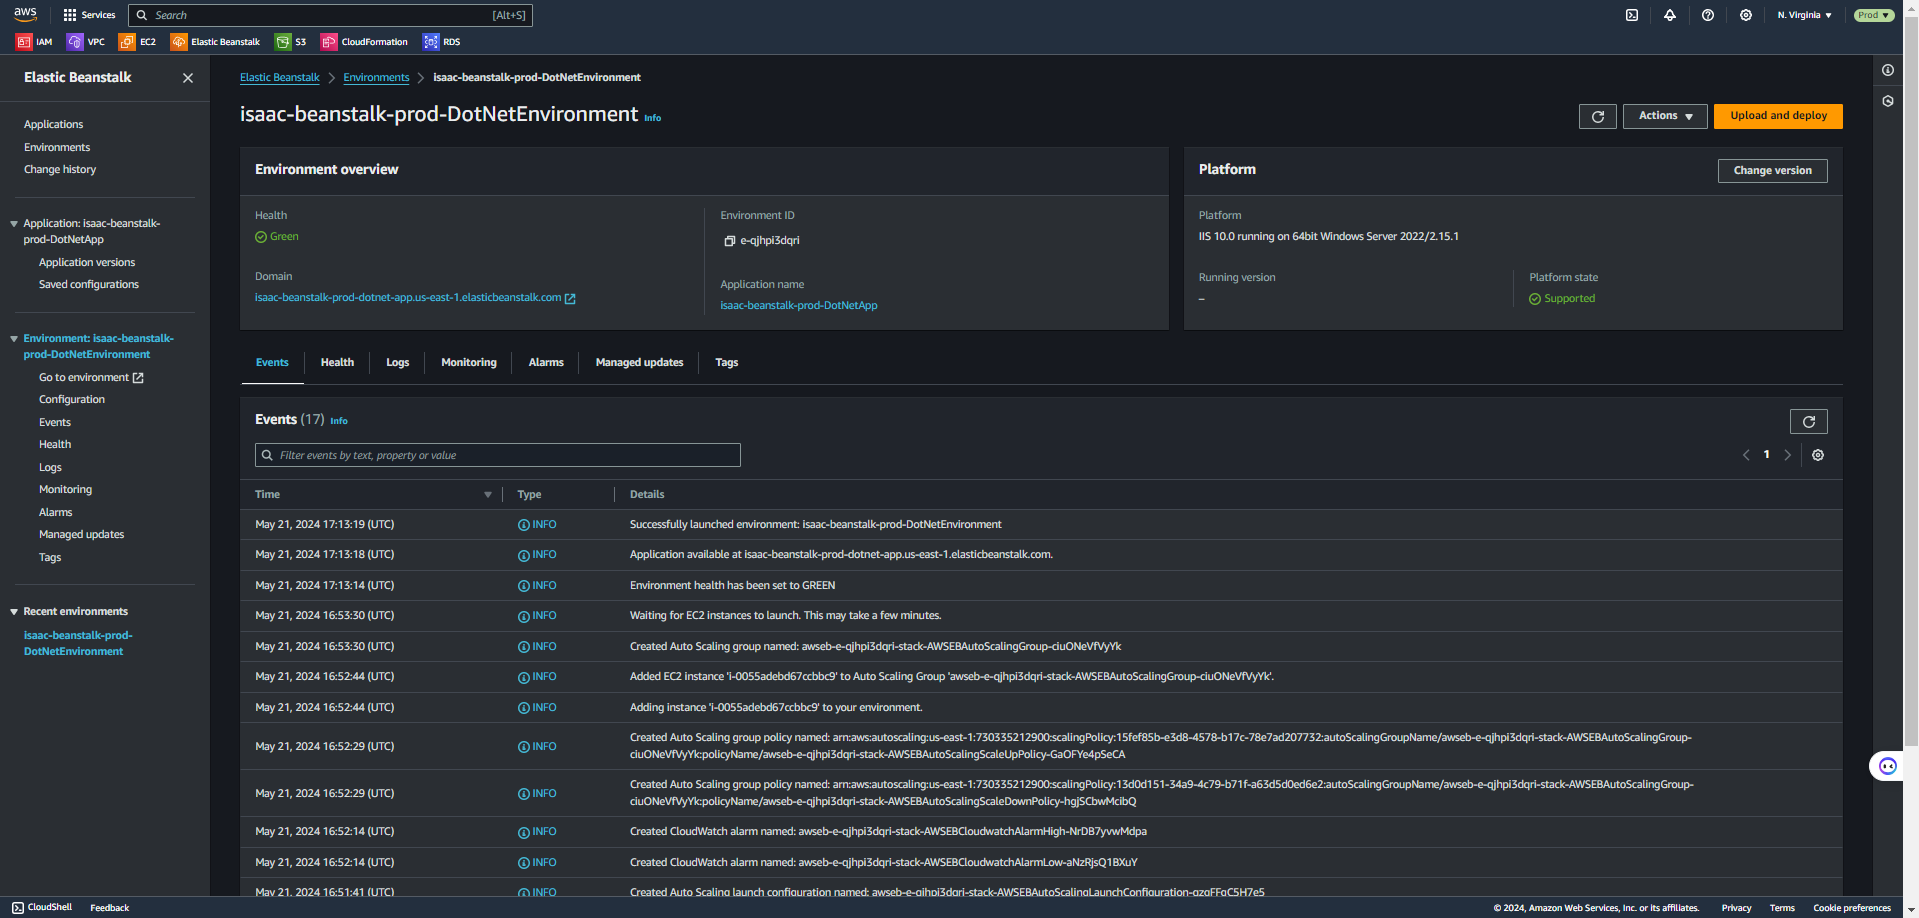 aws
Services
Search
[Alt+S]
N. Virginia
Prod
IAM
VPC
EC2
Elastic Beanstalk
S3
CloudFormation
RDS
Elastic Beanstalk
Applications
Environments
Change history
Application: isaac-beanstalk-
prod-DotNetApp
Application versions
Saved configurations
Environment: isaac-beanstalk-
prod-DotNetEnvironment
Go to environment
Configuration
Events
Health
Logs
Monitoring
Alarms
Managed updates
Tags
Recent environments
isaac-beanstalk-prod-
DotNetEnvironment
Elastic Beanstalk
Environments
isaac-beanstalk-prod-DotNetEnvironment
isaac-beanstalk-prod-DotNetEnvironment Info
Actions
Upload and deploy
Environment overview
Health
Green
Domain
isaac-beanstalk-prod-dotnet-app.us-east-1.elasticbeanstalk.com
Environment ID
e-qjhpi3dqri
Application name
isaac-beanstalk-prod-DotNetApp
Platform
Change version
Platform
IIS 10.0 running on 64bit Windows Server 2022/2.15.1
Running version
–
Platform state
Supported
Events
Health
Logs
Monitoring
Alarms
Managed updates
Tags
Events (17) Info
Filter events by text, property or value
1
Time Type Details
May 21, 2024 17:13:19 (UTC) INFO Successfully launched environment: isaac-beanstalk-prod-DotNetEnvironment
May 21, 2024 17:13:18 (UTC) INFO Application available at isaac-beanstalk-prod-dotnet-app.us-east-1.elasticbeanstalk.com.
May 21, 2024 17:13:14 (UTC) INFO Environment health has been set to GREEN
May 21, 2024 16:53:30 (UTC) INFO Waiting for EC2 instances to launch. This may take a few minutes.
May 21, 2024 16:53:30 (UTC) INFO Created Auto Scaling group named: awseb-e-qjhpi3dqri-stack-AWSEBAutoScalingGroup-ciuONeVfVyYk
May 21, 2024 16:52:44 (UTC) INFO Added EC2 instance 'i-0055adebd67ccbbc9' to Auto Scaling Group 'awseb-e-qjhpi3dqri-stack-AWSEBAutoScalingGroup-ciuONeVfVyYk'.
May 21, 2024 16:52:44 (UTC) INFO Adding instance 'i-0055adebd67ccbbc9' to your environment.
May 21, 2024 16:52:29 (UTC) INFO Created Auto Scaling group policy named: arn:aws:autoscaling:us-east-1:730335212900:scalingPolicy:15fef85b-e3d8-4578-b17c-78e7ad207732:autoScalingGroupName/awseb-e-qjhpi3dqri-stack-AWSEBAutoScalingGroup-
ciuONeVfVyYk:policyName/awseb-e-qjhpi3dqri-stack-AWSEBAutoScalingScaleUpPolicy-GaOFYe4pSeCA
May 21, 2024 16:52:29 (UTC) INFO Created Auto Scaling group policy named: arn:aws:autoscaling:us-east-1:730335212900:scalingPolicy:13d0d151-34a9-4c79-b71f-a63d5d0ed6e2:autoScalingGroupName/awseb-e-qjhpi3dqri-stack-AWSEBAutoScalingGroup-
ciuONeVfVyYk:policyName/awseb-e-qjhpi3dqri-stack-AWSEBAutoScalingScaleDownPolicy-hgjSCbwMcibQ
May 21, 2024 16:52:14 (UTC) INFO Created CloudWatch alarm named: awseb-e-qjhpi3dqri-stack-AWSEBCloudwatchAlarmHigh-NrDB7yvwMdpa
May 21, 2024 16:52:14 (UTC) INFO Created CloudWatch alarm named: awseb-e-qjhpi3dqri-stack-AWSEBCloudwatchAlarmLow-aNzRjsQ1BXuY
May 21, 2024 16:51:41 (UTC) INFO Created Auto Scaling launch configuration named: awseb-e-qjhpi3dqri-stack-AWSEBAutoScalingLaunchConfiguration-gzgFFgC5H7e5
CloudShell
Feedback
© 2024, Amazon Web Services, Inc. or its affiliates.
Privacy
Terms
Cookie preferences